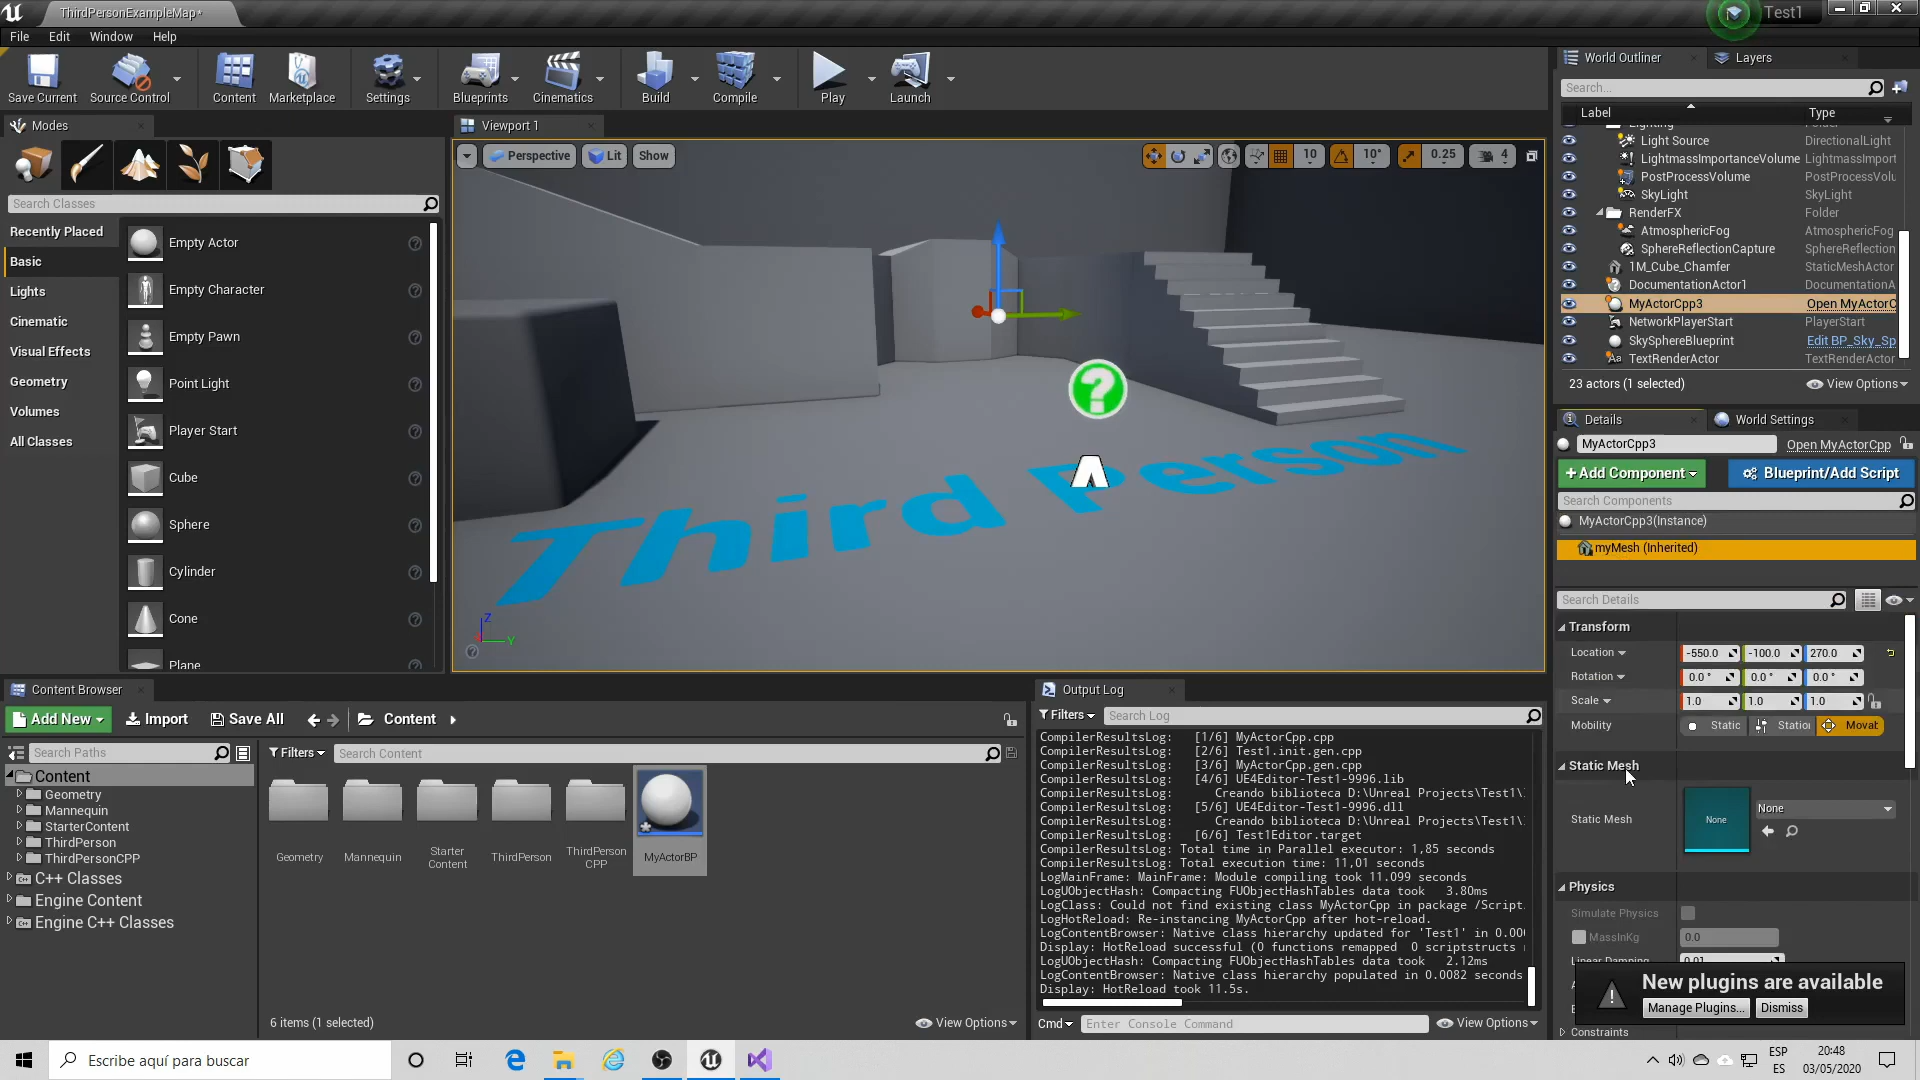 ThirdPersonExampleMap*
Test1
File Edit Window Help
Save Current
Source Control
Content
Marketplace
Settings
Blueprints
Cinematics
Build
Compile
Play
Launch
Modes
Search Classes
Recently Placed
Basic
Lights
Cinematic
Visual Effects
Geometry
Volumes
All Classes
Empty Actor
Empty Character
Empty Pawn
Point Light
Player Start
Cube
Sphere
Cylinder
Cone
Plane
Viewport 1
Perspective Lit Show
10 10° 0.25 4
Third Person
Z
Y
World Outliner Layers
Search...
Label Type
Lighting Folder
Light Source DirectionalLight
LightmassImportanceVolume LightmassImport
PostProcessVolume PostProcessVolu
SkyLight SkyLight
RenderFX Folder
AtmosphericFog AtmosphericFog
SphereReflectionCapture SphereReflection
1M_Cube_Chamfer StaticMeshActor
DocumentationActor1 DocumentationA
MyActorCpp3 Open MyActorC
NetworkPlayerStart PlayerStart
SkySphereBlueprint Edit BP_Sky_Sp
TextRenderActor TextRenderActor
23 actors (1 selected) View Options
Details World Settings
MyActorCpp3 Open MyActorCpp
+Add Component Blueprint/Add Script
Search Components
MyActorCpp3(Instance)
myMesh (Inherited)
Search Details
Transform
Location -550.0 -100.0 270.0
Rotation 0.0 ° 0.0 ° 0.0 °
Scale 1.0 1.0 1.0
Mobility Static Station Movat
Static Mesh
Static Mesh None None
Physics
Simulate Physics
MassInKg 0.0
Linear Damping 0.01
Constraints
New plugins are available
Manage Plugins... Dismiss
Content Browser
Add New Import Save All Content
Search Paths
Filters Search Content
Content
Geometry
Mannequin
StarterContent
ThirdPerson
ThirdPersonCPP
C++ Classes
Engine Content
Engine C++ Classes
Geometry
Mannequin
Starter Content
ThirdPerson
ThirdPerson CPP
MyActorBP
6 items (1 selected) View Options
Output Log
Filters Search Log
CompilerResultsLog: [1/6] MyActorCpp.cpp
CompilerResultsLog: [2/6] Test1.init.gen.cpp
CompilerResultsLog: [3/6] MyActorCpp.gen.cpp
CompilerResultsLog: [4/6] UE4Editor-Test1-9996.lib
CompilerResultsLog: Creando biblioteca D:\Unreal Projects\Test1\
CompilerResultsLog: [5/6] UE4Editor-Test1-9996.dll
CompilerResultsLog: Creando biblioteca D:\Unreal Projects\Test1\
CompilerResultsLog: [6/6] Test1Editor.target
CompilerResultsLog: Total time in Parallel executor: 1,85 seconds
CompilerResultsLog: Total execution time: 11,01 seconds
LogMainFrame: MainFrame: Module compiling took 11.099 seconds
LogUObjectHash: Compacting FUObjectHashTables data took 3.80ms
LogClass: Could not find existing class MyActorCpp in package /Script
LogHotReload: Re-instancing MyActorCpp after hot-reload.
LogContentBrowser: Native class hierarchy updated for 'Test1' in 0.000
Display: HotReload successful (0 functions remapped 0 scriptstructs
LogUObjectHash: Compacting FUObjectHashTables data took 2.12ms
LogContentBrowser: Native class hierarchy populated in 0.0082 seconds
Display: HotReload took 11.5s.
Cmd Enter Console Command View Options
Escribe aquí para buscar
ESP
ES
20:48
03/05/2020